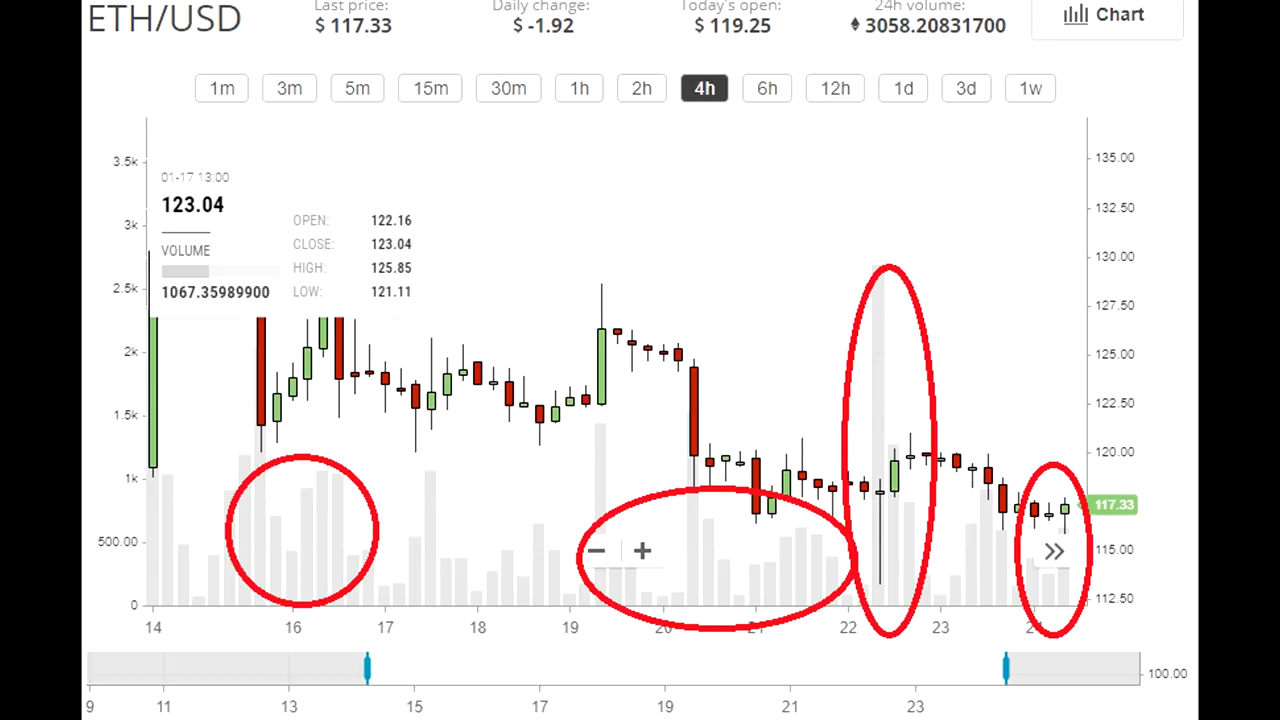 ETH/USD
Last price:
$ 117.33
Daily change:
$ -1.92
Today's open:
$ 119.25
24h volume:
3058.20831700
Chart
1m 3m 5m 15m 30m 1h 2h 4h 6h 12h 1d 3d 1w
3.5k
3k
2.5k
2k
1.5k
1k
500.00
0
01-17 13:00
123.04
VOLUME
1067.35989900
OPEN: 122.16
CLOSE: 123.04
HIGH: 125.85
LOW: 121.11
135.00
132.50
130.00
127.50
125.00
122.50
120.00
117.33
115.00
112.50
− +
»
14 16 17 18 19 20 21 22 23 24
100.00
9 11 13 15 17 19 21 23